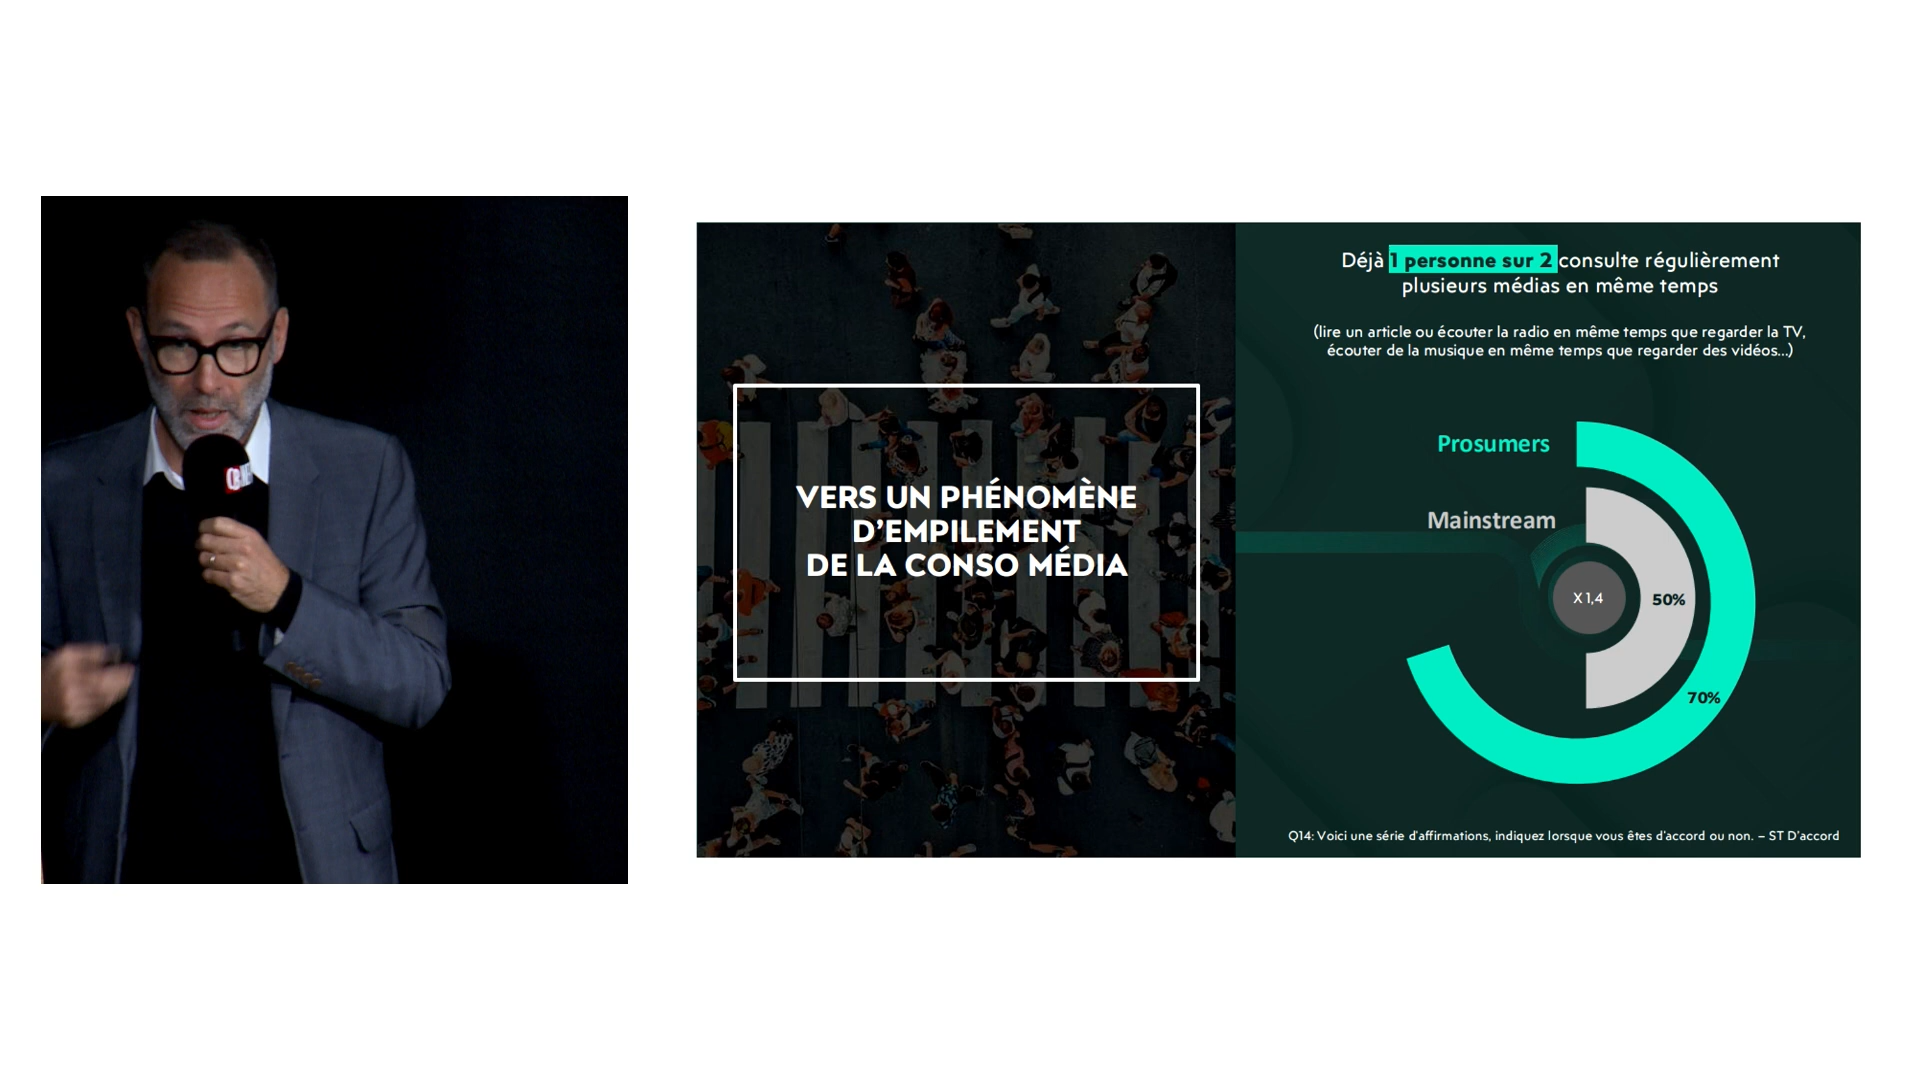 VERS UN PHÉNOMÈNE
D'EMPILEMENT
DE LA CONSO MÉDIA
Déjà 1 personne sur 2 consulte régulièrement
plusieurs médias en même temps
(lire un article ou écouter la radio en même temps que regarder la TV,
écouter de la musique en même temps que regarder des vidéos...)
Prosumers
Mainstream
X 1,4
50%
70%
Q14: Voici une série d'affirmations, indiquez lorsque vous êtes d'accord ou non. – ST D'accord